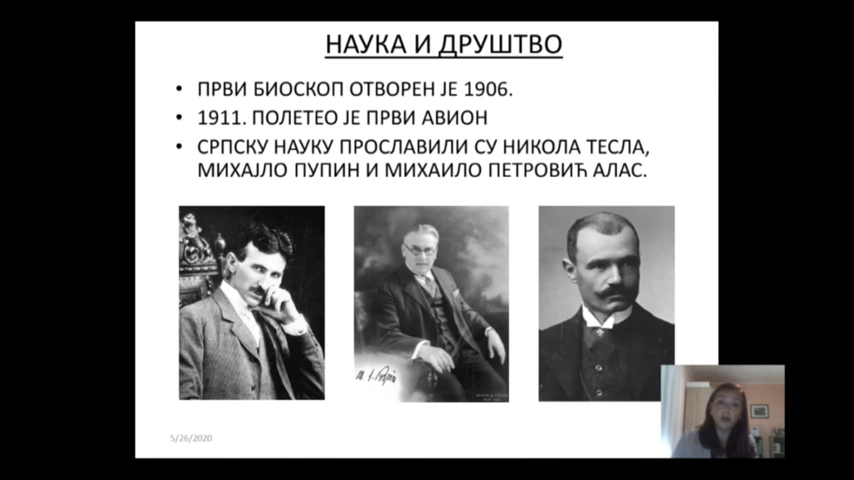 НАУКА И ДРУШТВО
• ПРВИ БИОСКОП ОТВОРЕН ЈЕ 1906.
• 1911. ПОЛЕТЕО ЈЕ ПРВИ АВИОН
• СРПСКУ НАУКУ ПРОСЛАВИЛИ СУ НИКОЛА ТЕСЛА,
МИХАЈЛО ПУПИН И МИХАИЛО ПЕТРОВИЋ АЛАС.
5/26/2020